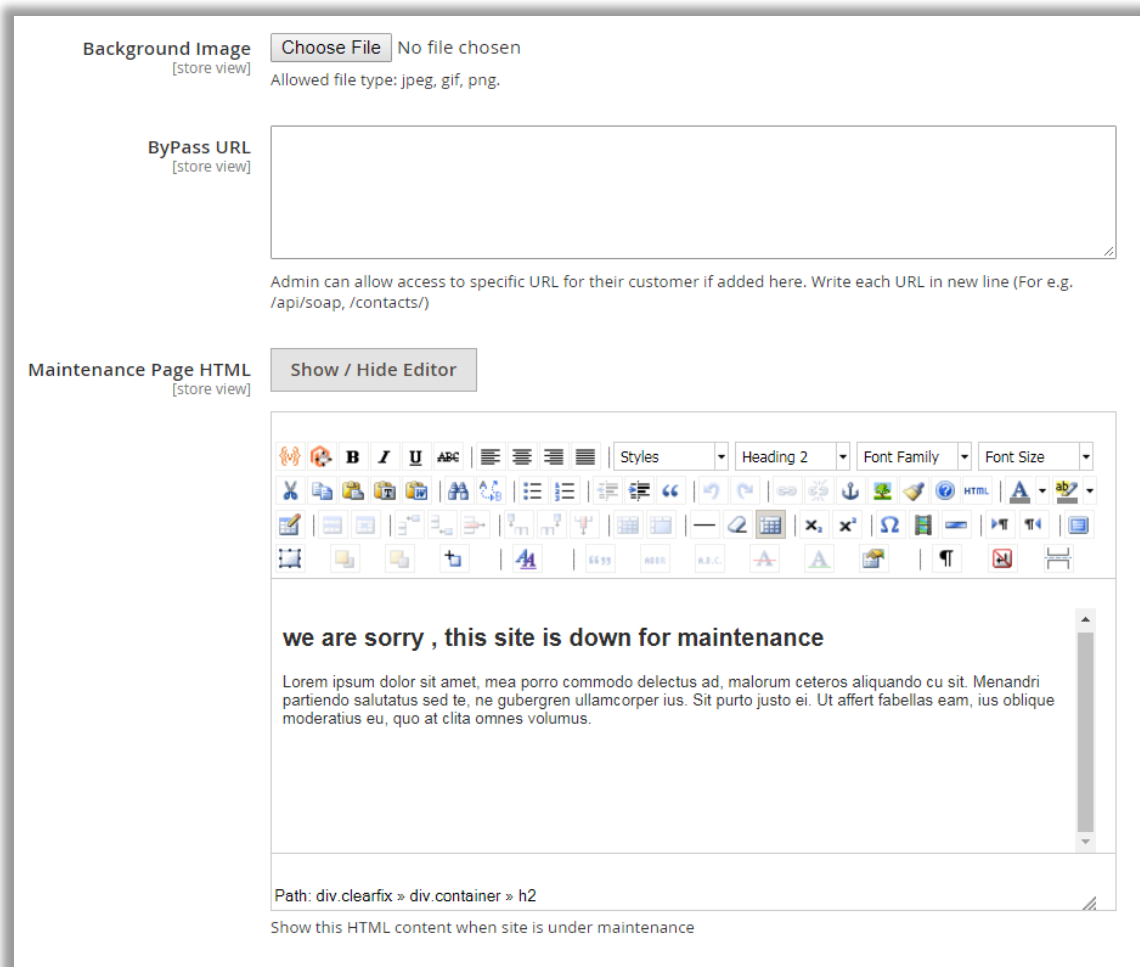 Background Image
[store view]
Choose File No file chosen
Allowed file type: jpeg, gif, png.
ByPass URL
[store view]
Admin can allow access to specific URL for their customer if added here. Write each URL in new line (For e.g.
/api/soap, /contacts/)
Maintenance Page HTML
[store view]
Show / Hide Editor
B I U ABC Styles Heading 2 Font Family Font Size
HTML A ab
A A A.B.C. A A
we are sorry , this site is down for maintenance
Lorem ipsum dolor sit amet, mea porro commodo delectus ad, malorum ceteros aliquando cu sit. Menandri
partiendo salutatus sed te, ne gubergren ullamcorper ius. Sit purto justo ei. Ut affert fabellas eam, ius oblique
moderatius eu, quo at clita omnes volumus.
Path: div.clearfix » div.container » h2
Show this HTML content when site is under maintenance